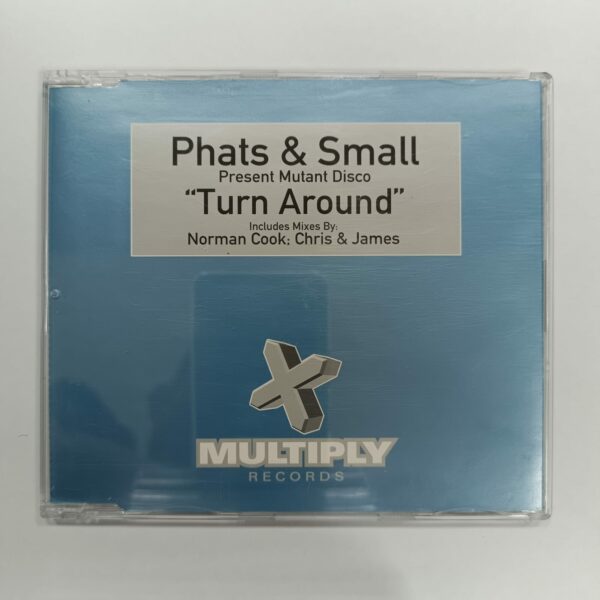 Phats & Small
Present Mutant Disco
“Turn Around”
Includes Mixes By:
Norman Cook; Chris & James
MULTIPLY
RECORDS